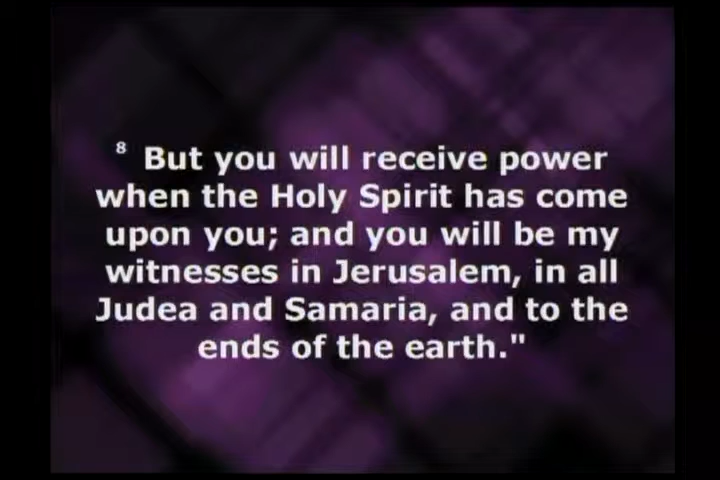 8 But you will receive power
when the Holy Spirit has come
upon you; and you will be my
witnesses in Jerusalem, in all
Judea and Samaria, and to the
ends of the earth."